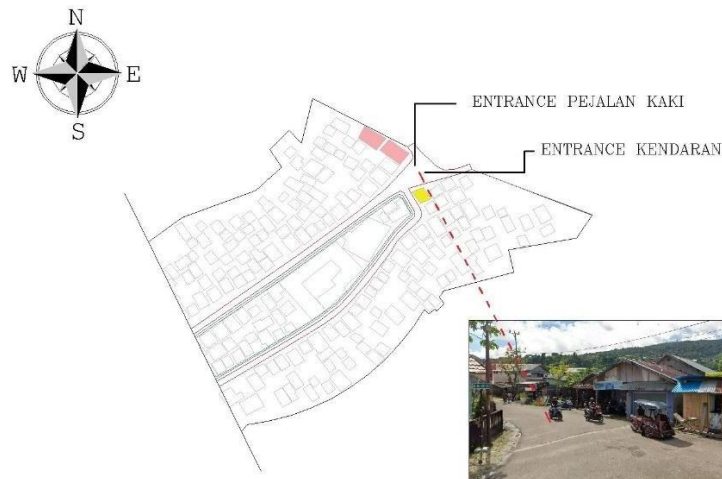 N
W E
S
ENTRANCE PEJALAN KAKI
ENTRANCE KENDARAN